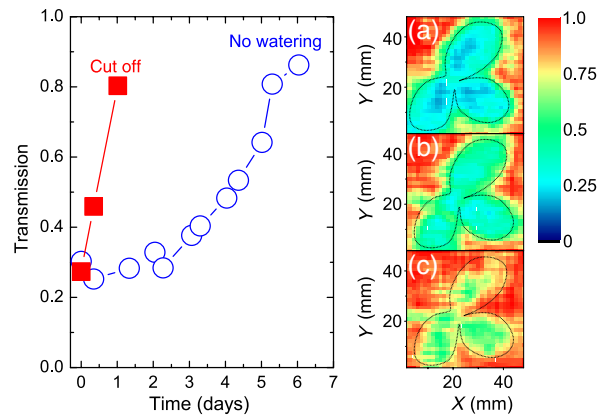 1.0
0.8
0.6
0.4
0.2
0.0
Transmission
Cut off
No watering
0 1 2 3 4 5 6 7
Time (days)
(a)
40
20
Y (mm)
(b)
40
20
Y (mm)
(c)
40
20
Y (mm)
20 40
X (mm)
1.0
0.75
0.5
0.25
0